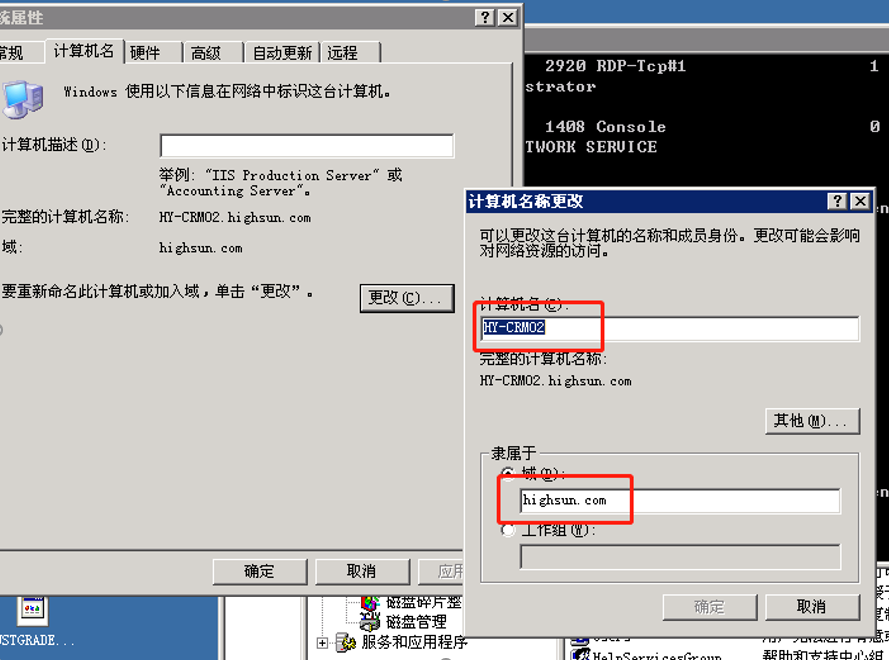 统属性
常规 计算机名 硬件 高级 自动更新 远程
Windows 使用以下信息在网络中标识这台计算机。
计算机描述(D):
举例: "IIS Production Server" 或
"Accounting Server"。
完整的计算机名称: HY-CRM02.highsun.com
域: highsun.com
要重新命名此计算机或加入域，单击“更改”。
更改(C)...
确定 取消 应用
2920 RDP-Tcp#1 1
strator
1408 Console 0
TWORK SERVICE
计算机名称更改
可以更改这台计算机的名称和成员身份。更改可能会影响
对网络资源的访问。
计算机名(C):
HY-CRM02
完整的计算机名称:
HY-CRM02.highsun.com
其他(M)...
隶属于
域(D):
highsun.com
工作组(W):
确定 取消
USTGRADE...
磁盘碎片整
磁盘管理
服务和应用程序
HelpServicesGroup 帮助和支持中心组